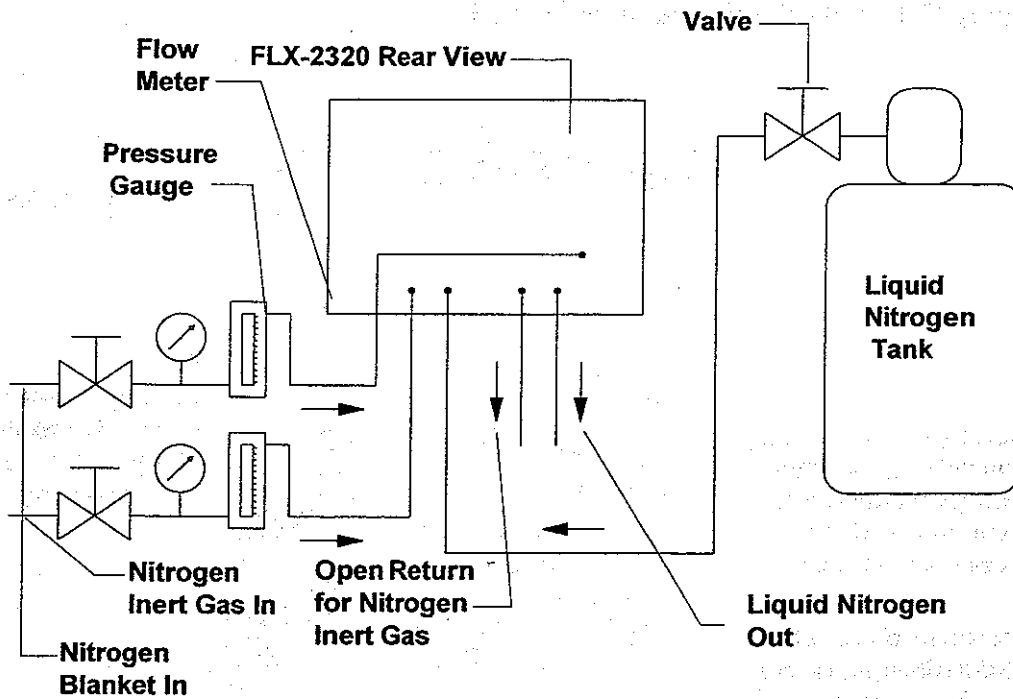 Valve
Flow
Meter
FLX-2320 Rear View
Pressure
Gauge
Liquid
Nitrogen
Tank
Nitrogen
Inert Gas In
Open Return
for Nitrogen
Inert Gas
Liquid Nitrogen
Out
Nitrogen
Blanket In